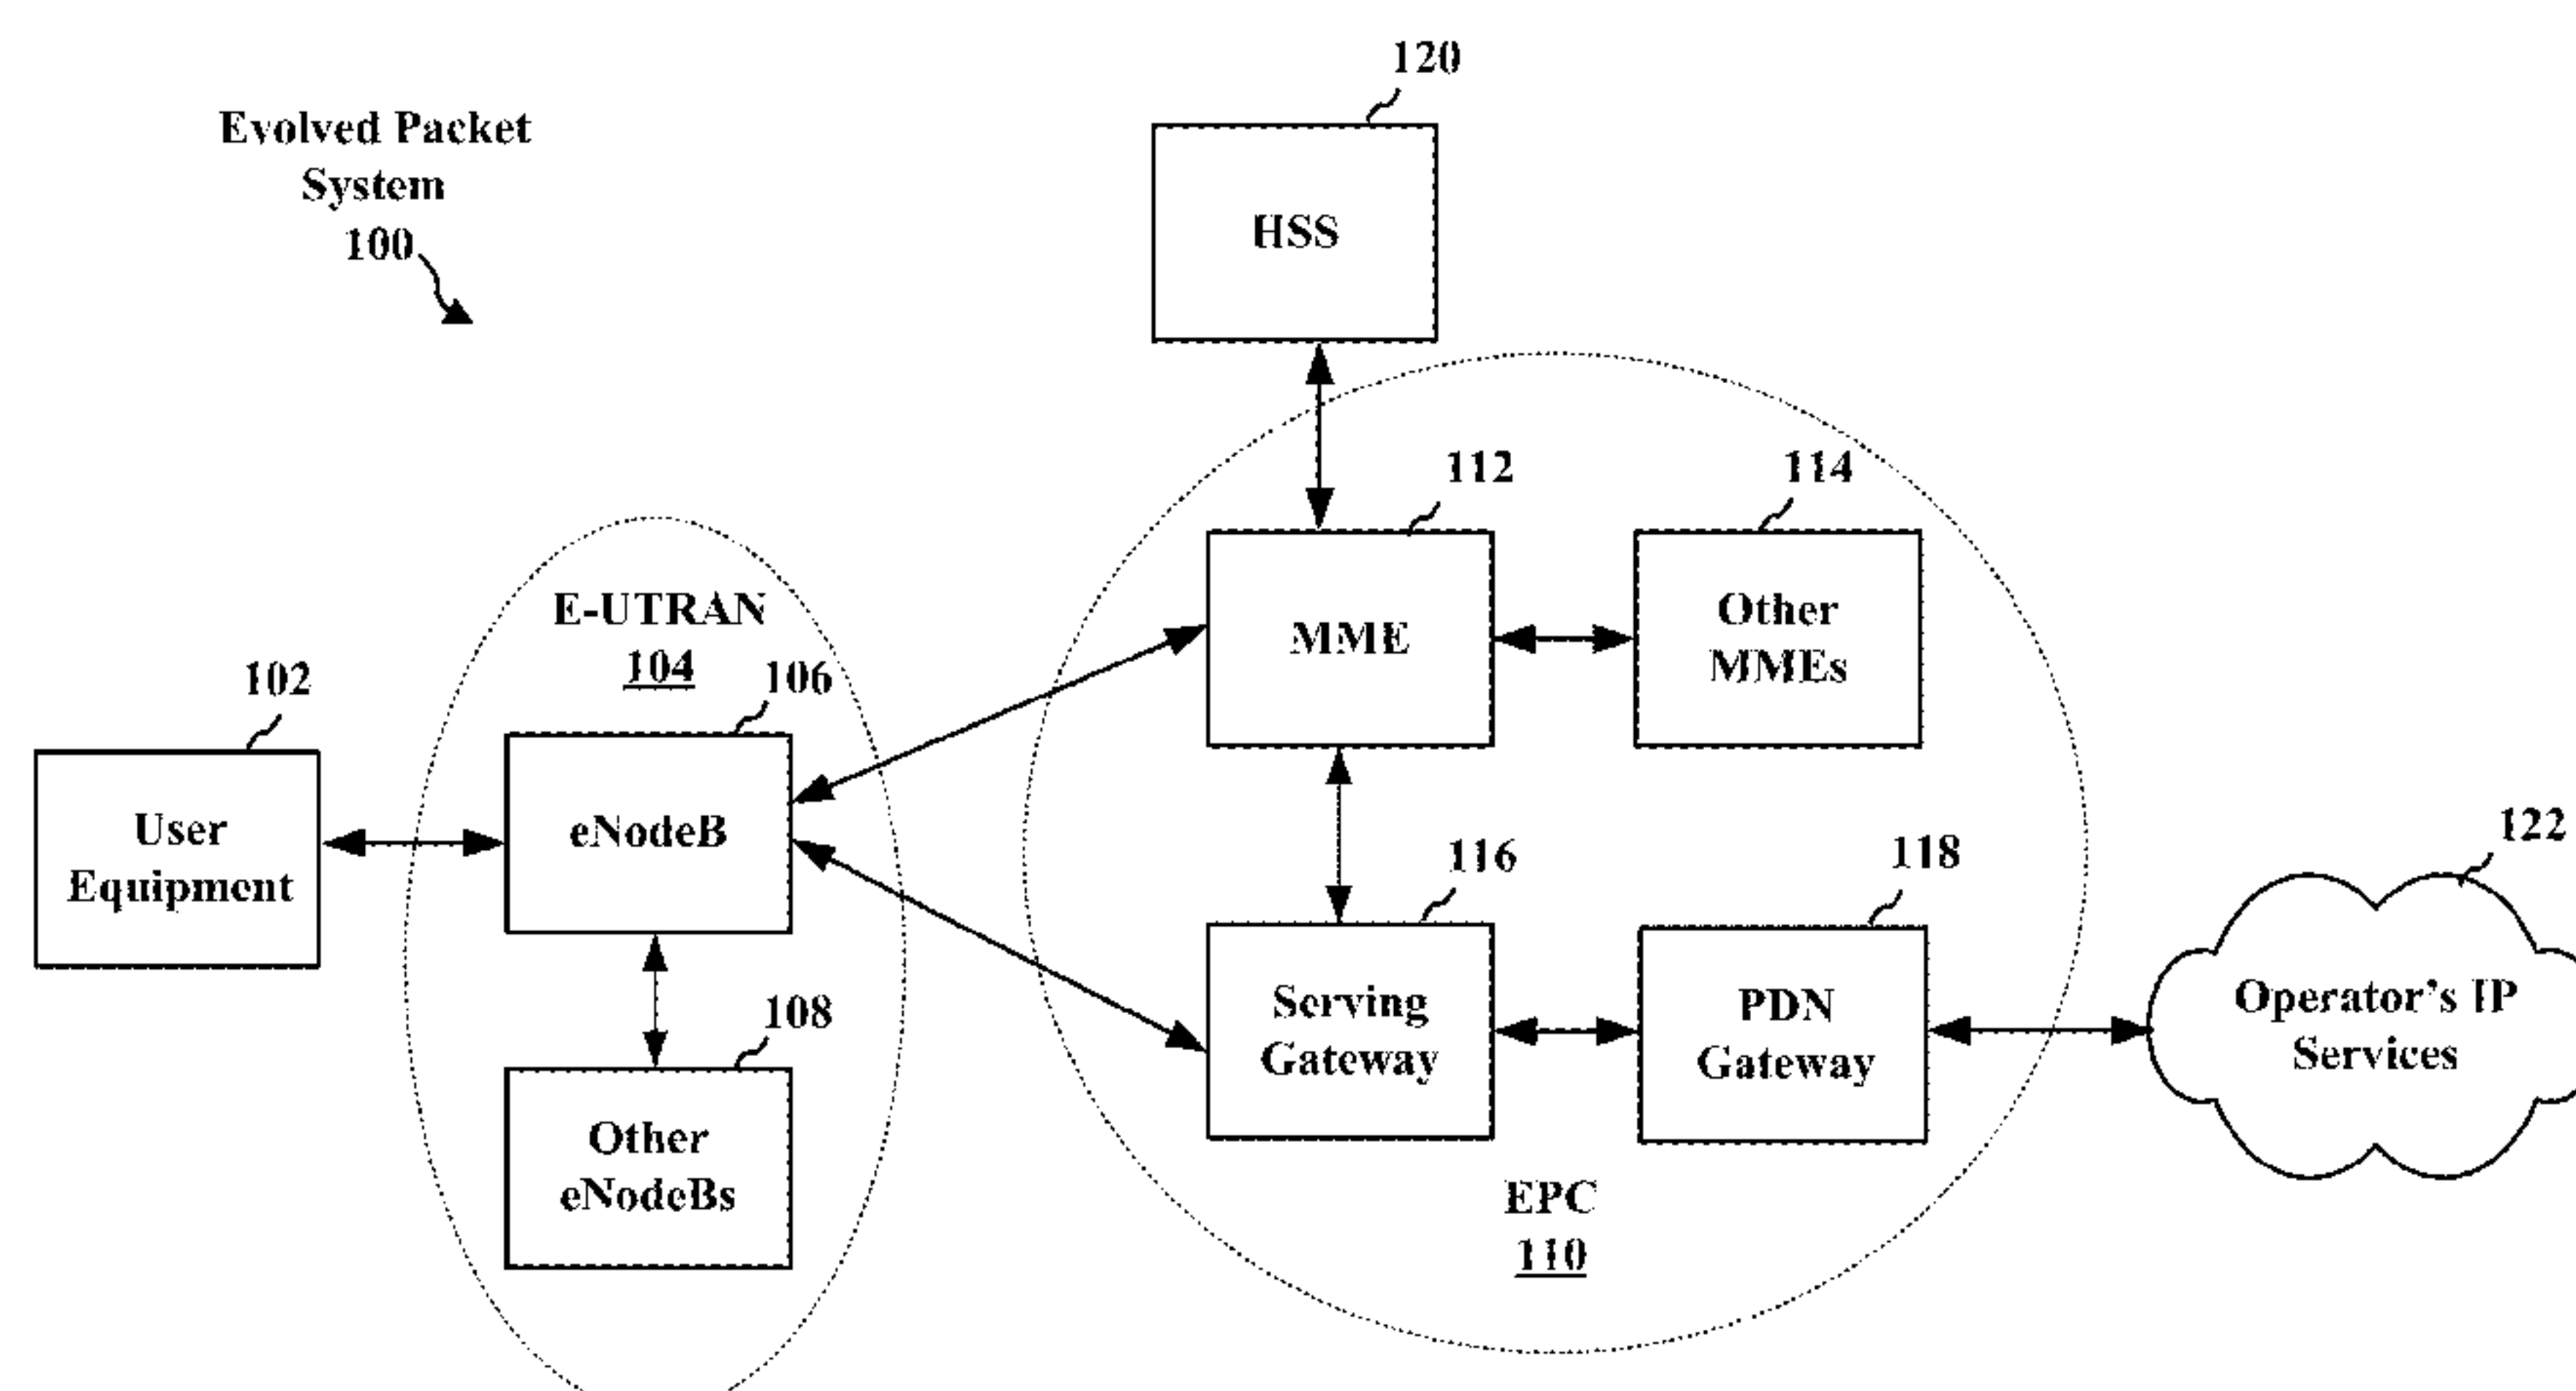 120
Evolved Packet
System
100
HSS
112
114
E-UTRAN
104
MME
Other
MMEs
102
106
User
Equipment
eNodeB
116
118
122
108
Serving
Gateway
PDN
Gateway
Operator's IP
Services
Other
eNodeBs
EPC
110